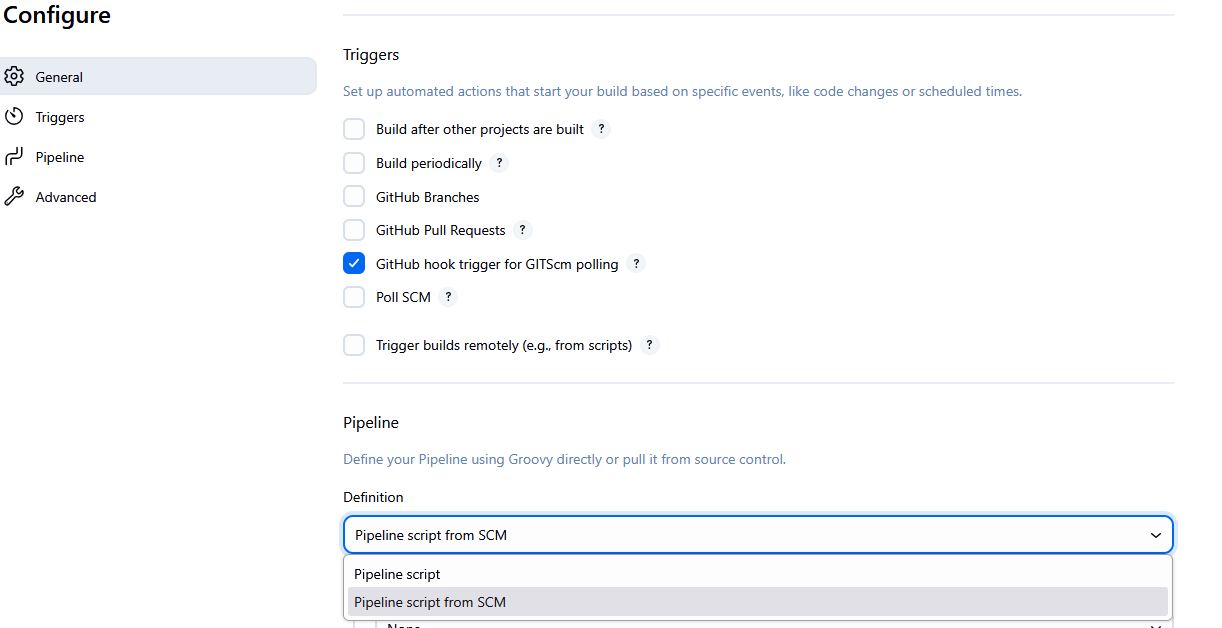 Configure
General
Triggers
Pipeline
Advanced
Triggers
Set up automated actions that start your build based on specific events, like code changes or scheduled times.
Build after other projects are built ?
Build periodically ?
GitHub Branches
GitHub Pull Requests ?
GitHub hook trigger for GITScm polling ?
Poll SCM ?
Trigger builds remotely (e.g., from scripts) ?
Pipeline
Define your Pipeline using Groovy directly or pull it from source control.
Definition
Pipeline script from SCM
Pipeline script
Pipeline script from SCM
None